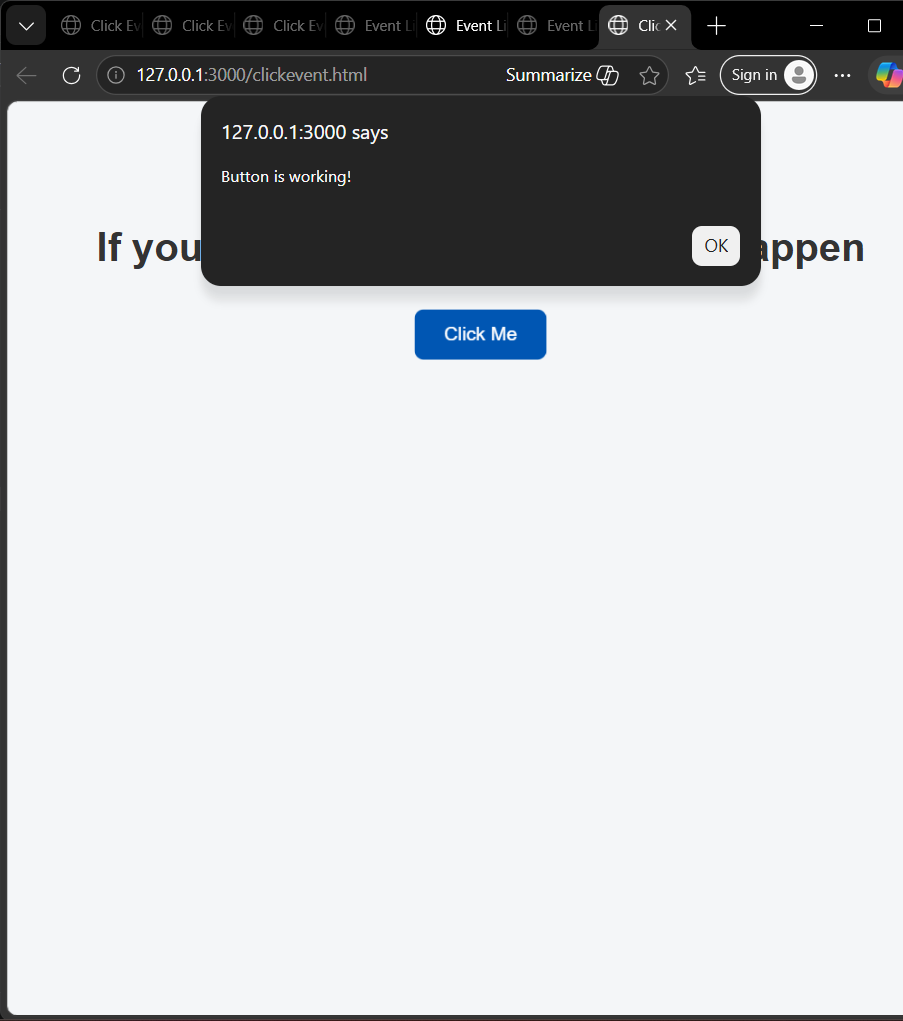 Click Ev Click Ev Click Ev Event Li Event Li Event Li Clic
127.0.0.1:3000/clickevent.html Summarize Sign in
127.0.0.1:3000 says
Button is working!
OK
If you appen
Click Me